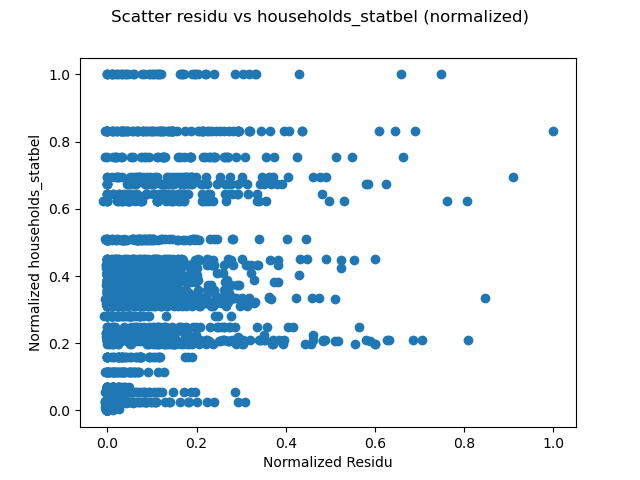 Scatter residu vs households_statbel (normalized)
Normalized households_statbel
1.0
0.8
0.6
0.4
0.2
0.0
0.0 0.2 0.4 0.6 0.8 1.0
Normalized Residu